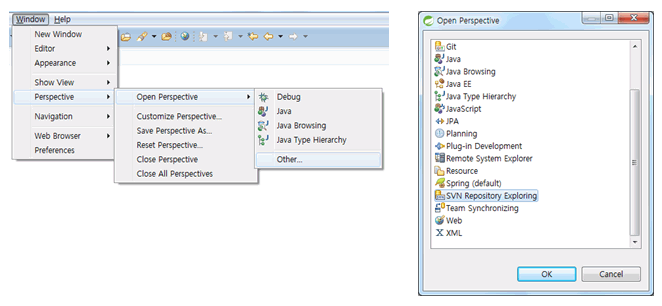 Window Help
New Window
Editor
Appearance
Show View
Perspective
Navigation
Web Browser
Preferences
Open Perspective
Customize Perspective...
Save Perspective As...
Reset Perspective...
Close Perspective
Close All Perspectives
Debug
Java
Java Browsing
Java Type Hierarchy
Other...
Open Perspective
Git
Java
Java Browsing
Java EE
Java Type Hierarchy
JavaScript
JPA
Planning
Plug-in Development
Remote System Explorer
Resource
Spring (default)
SVN Repository Exploring
Team Synchronizing
Web
XML
OK Cancel